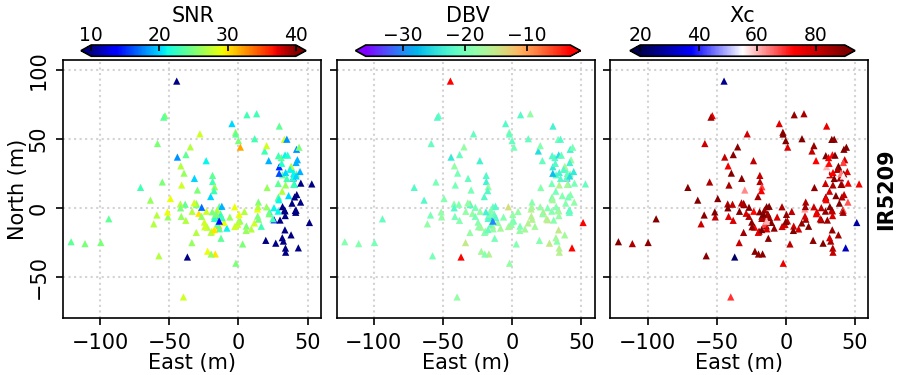 SNR DBV Xc
10 20 30 40 −30 −20 −10 20 40 60 80
100
50
0
−50
North (m)
−100 −50 0 50 −100 −50 0 50 −100 −50 0 50
East (m) East (m) East (m)
IR5209